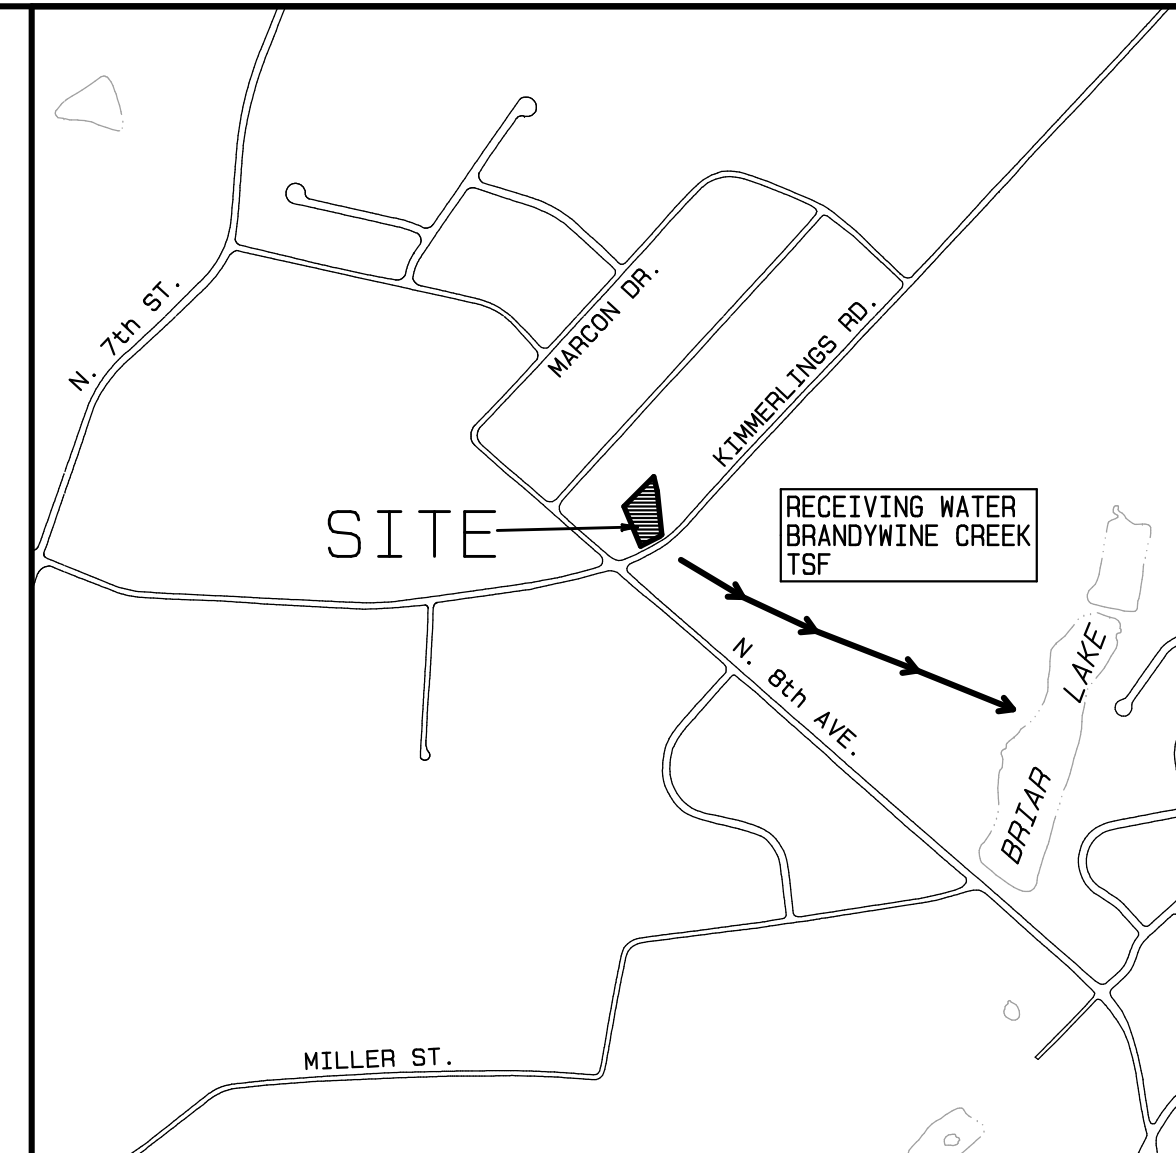 N. 7th ST.
MARCON DR.
KIMMERLINGS RD.
SITE
RECEIVING WATER
BRANDYWINE CREEK
TSF
N. 8th AVE.
BRIAR LAKE
MILLER ST.